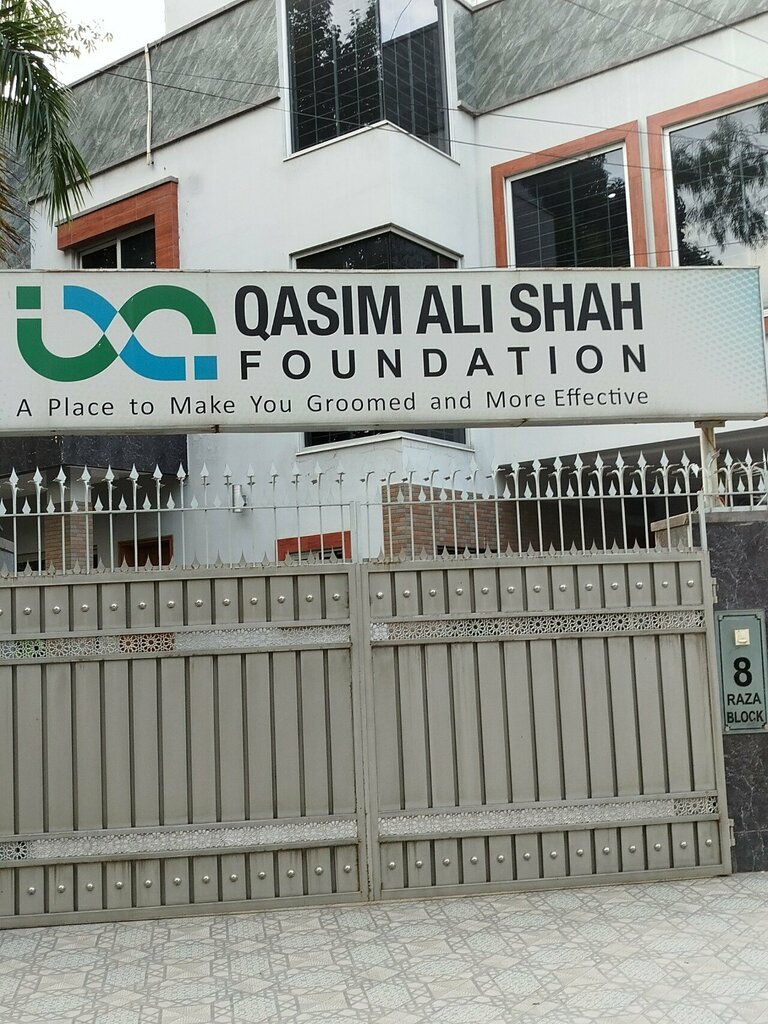 QASIM ALI SHAH
FOUNDATION
A Place to Make You Groomed and More Effective
8
RAZA
BLOCK